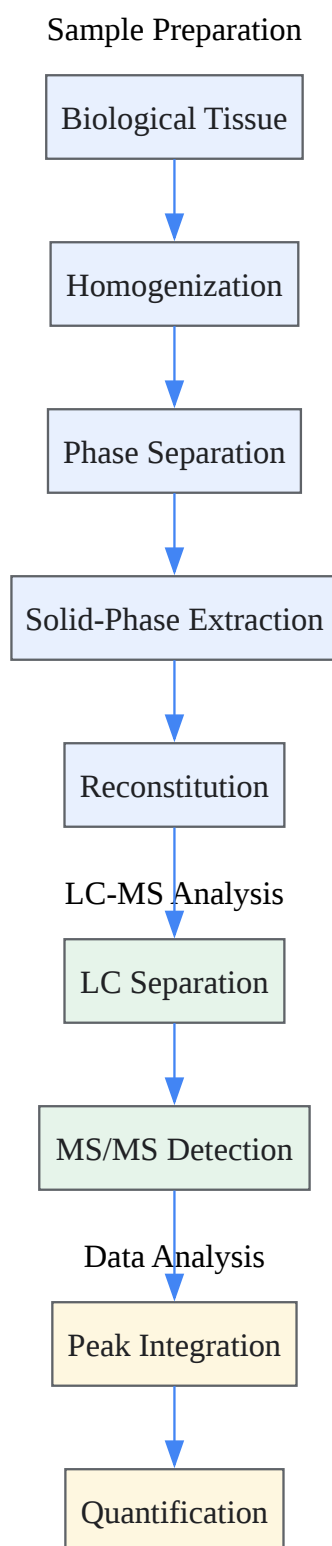 Sample Preparation
Biological Tissue
Homogenization
Phase Separation
Solid-Phase Extraction
Reconstitution
LC-MS Analysis
LC Separation
MS/MS Detection
Data Analysis
Peak Integration
Quantification